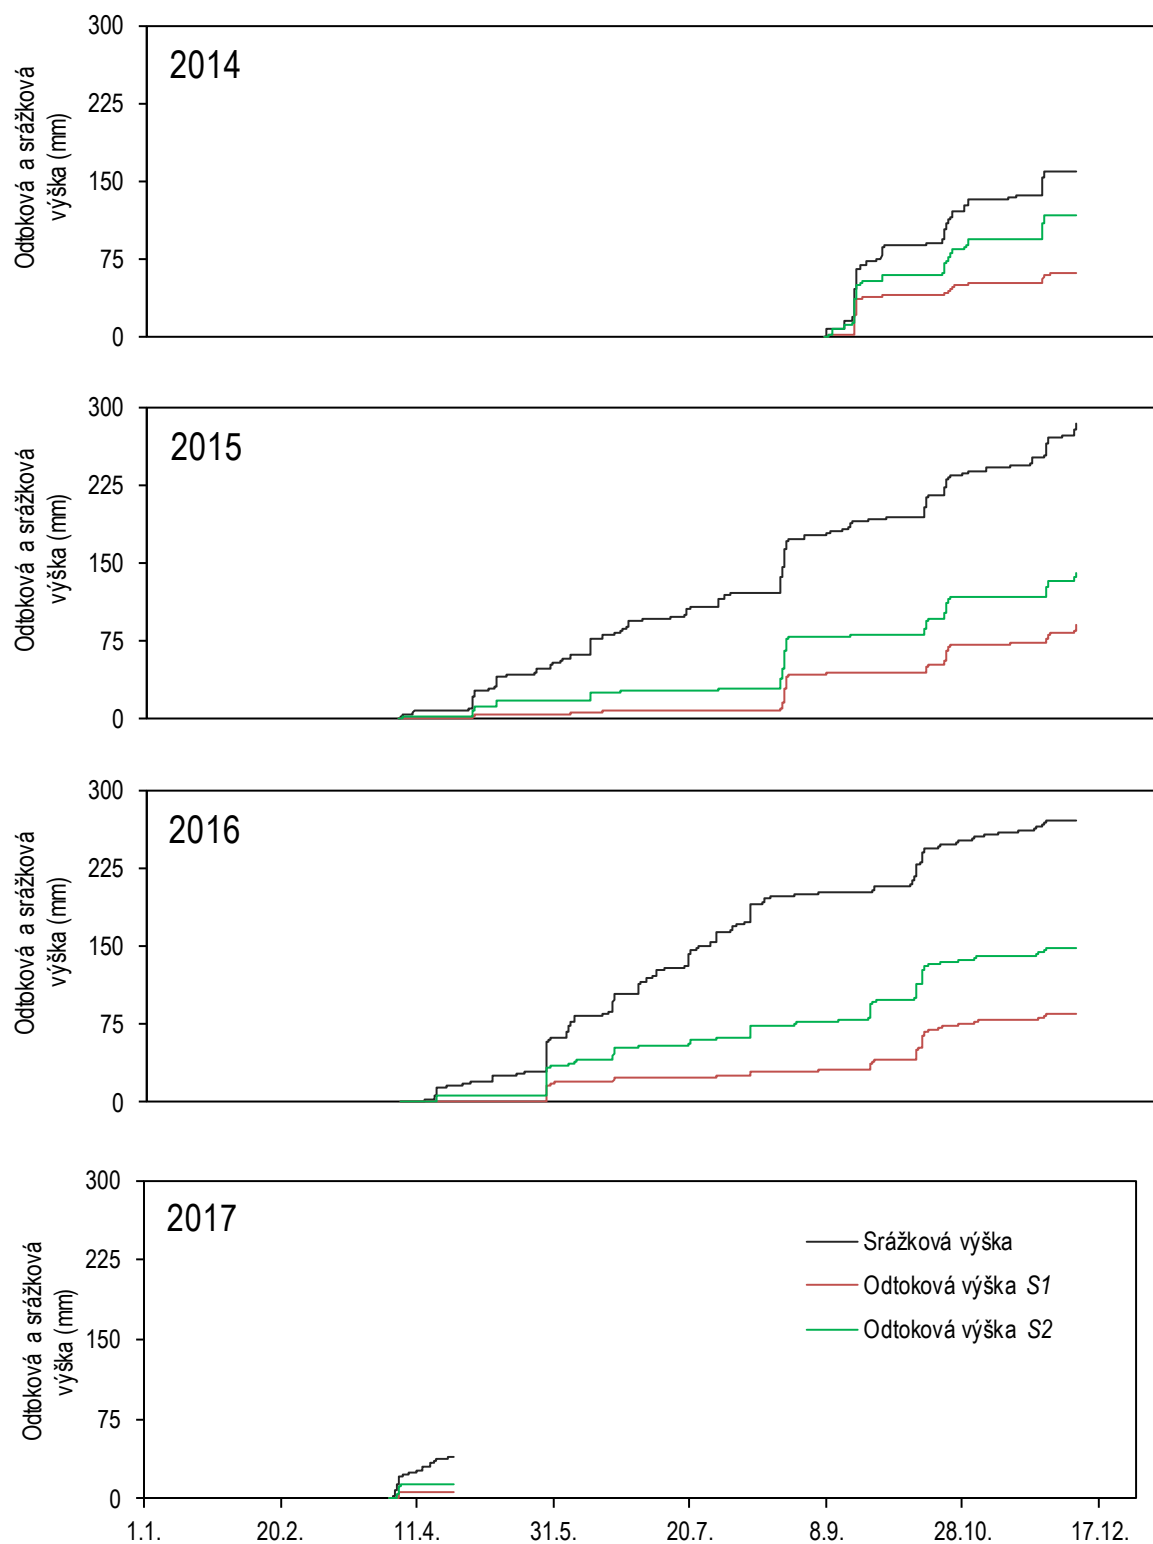 300
2014
225
150
75
0
Odtoková a srážková
výška (mm)
300
2015
225
150
75
0
Odtoková a srážková
výška (mm)
300
2016
225
150
75
0
Odtoková a srážková
výška (mm)
300
2017
225
150
75
0
Odtoková a srážková
výška (mm)
Srážková výška
Odtoková výška S1
Odtoková výška S2
1.1. 20.2. 11.4. 31.5. 20.7. 8.9. 28.10. 17.12.